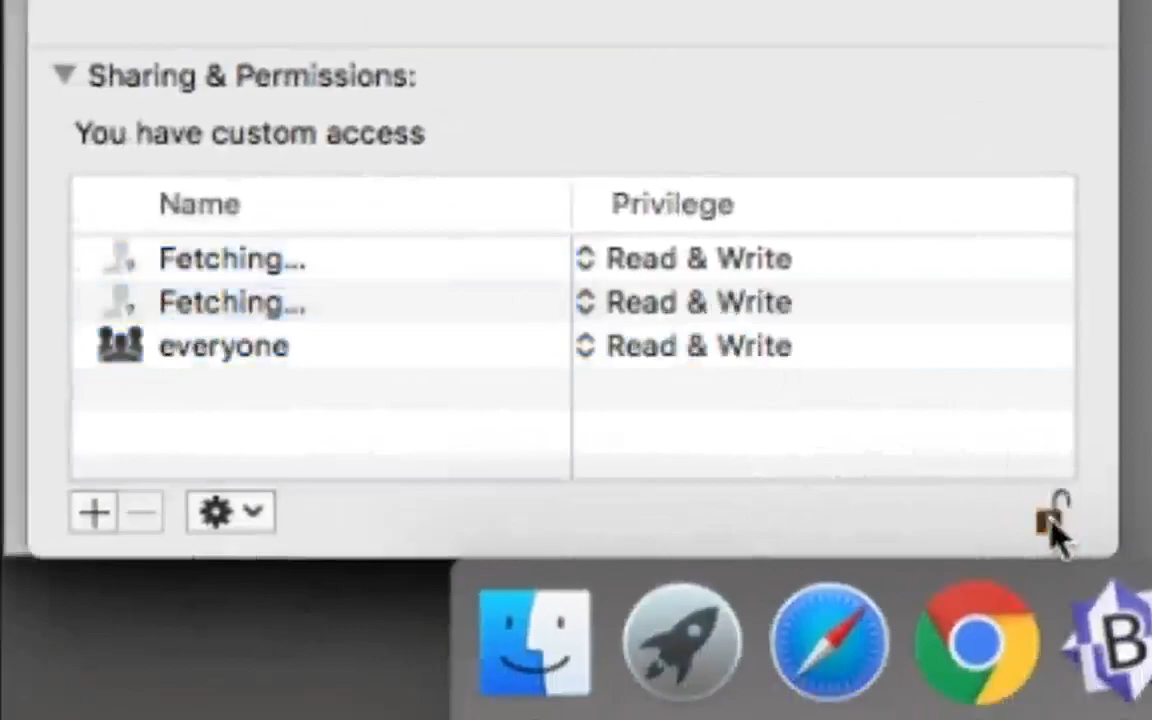 Sharing & Permissions:
You have custom access
Name Privilege
Fetching... Read & Write
Fetching... Read & Write
everyone Read & Write
B